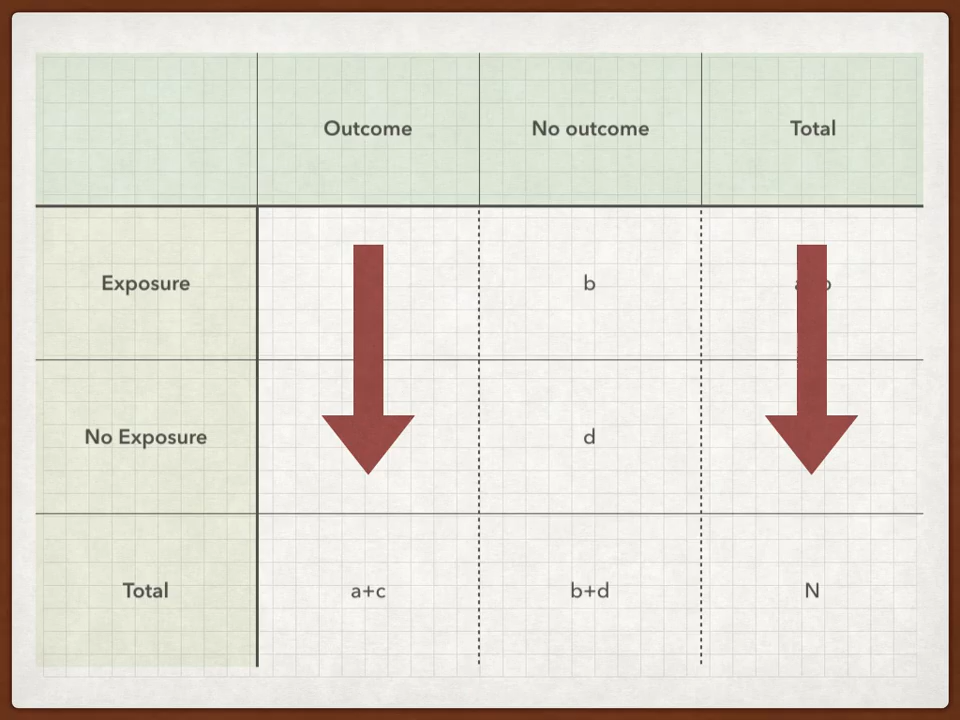 Outcome
No outcome
Total
Exposure
b
No Exposure
d
Total
a+c
b+d
N